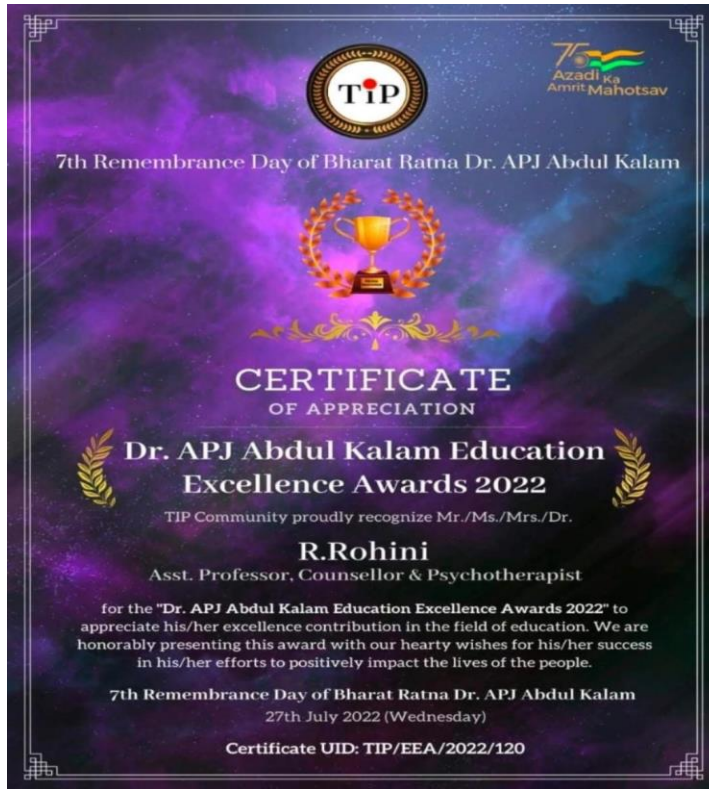 TiP
75
Azadi Ka
Amrit Mahotsav
7th Remembrance Day of Bharat Ratna Dr. APJ Abdul Kalam
CERTIFICATE
OF APPRECIATION
Dr. APJ Abdul Kalam Education
Excellence Awards 2022
TIP Community proudly recognize Mr./Ms./Mrs./Dr.
R.Rohini
Asst. Professor, Counsellor & Psychotherapist
for the "Dr. APJ Abdul Kalam Education Excellence Awards 2022" to
appreciate his/her excellence contribution in the field of education. We are
honorably presenting this award with our hearty wishes for his/her success
in his/her efforts to positively impact the lives of the people.
7th Remembrance Day of Bharat Ratna Dr. APJ Abdul Kalam
27th July 2022 (Wednesday)
Certificate UID: TIP/EEA/2022/120